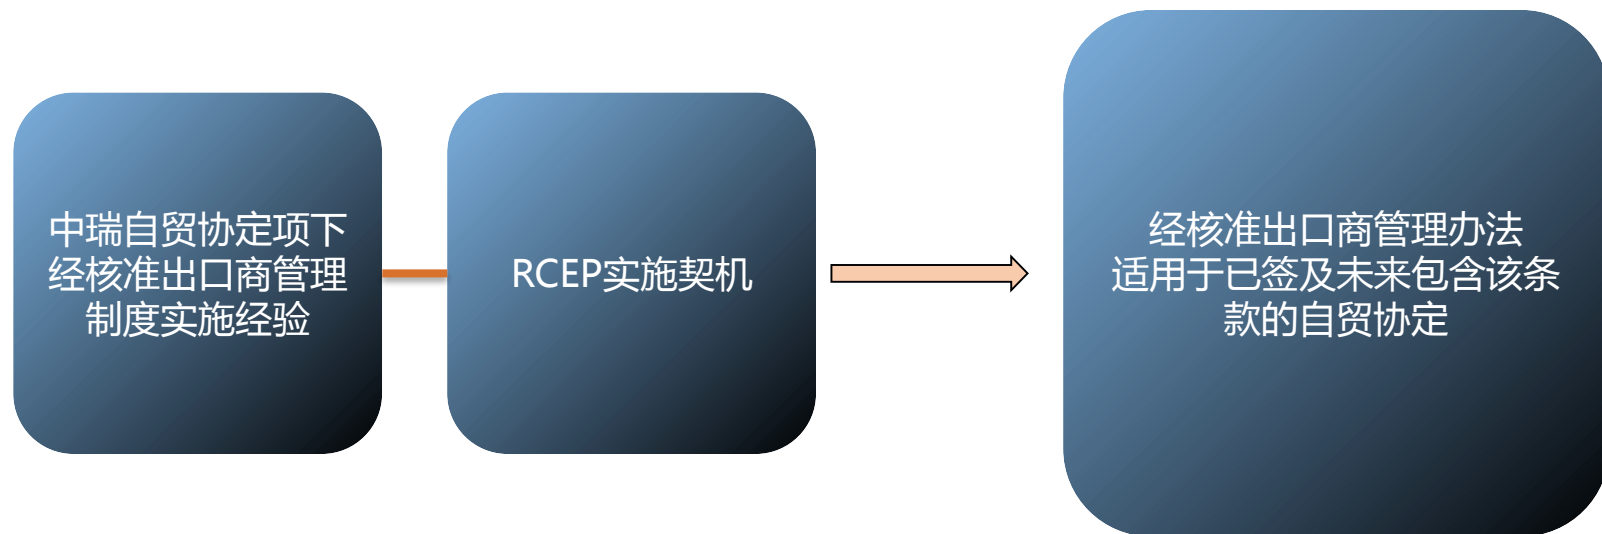 中瑞自贸协定项下
经核准出口商管理
制度实施经验
RCEP实施契机
经核准出口商管理办法
适用于已签及未来包含该条
款的自贸协定